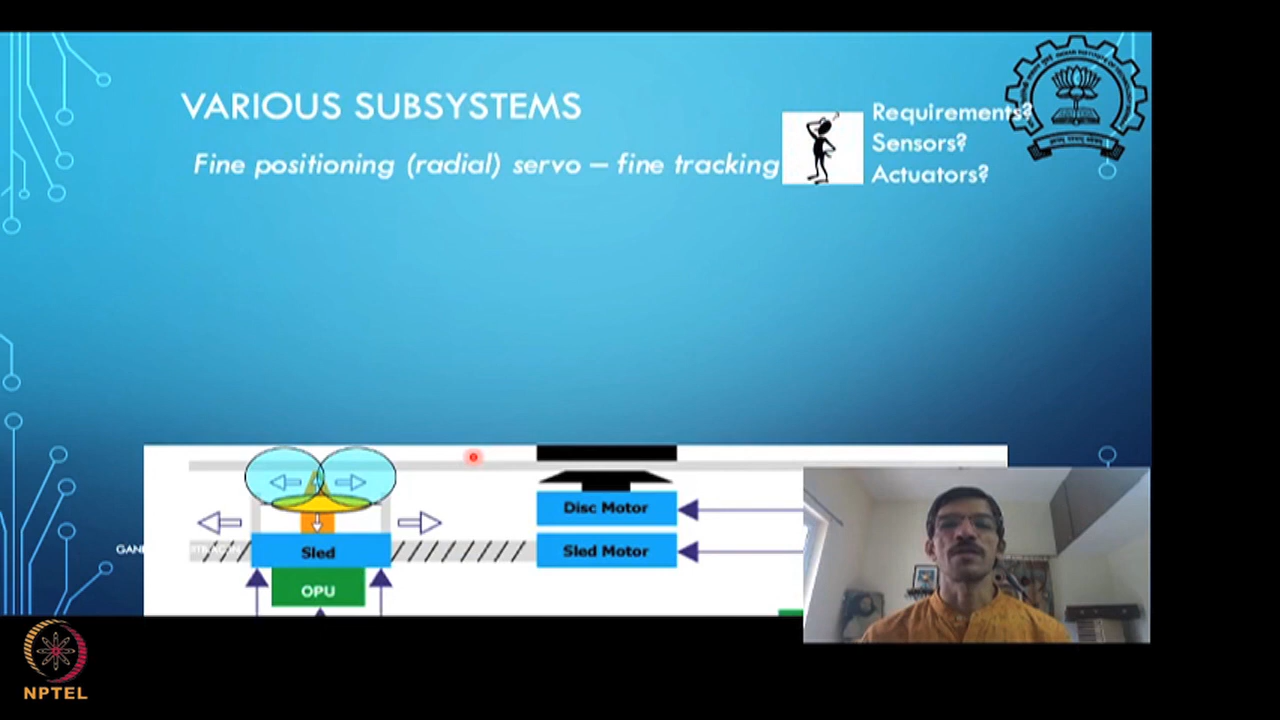 VARIOUS SUBSYSTEMS
Fine positioning (radial) servo – fine tracking
Requirements?
Sensors?
Actuators?
Disc Motor
Sled
Sled Motor
OPU
NPTEL